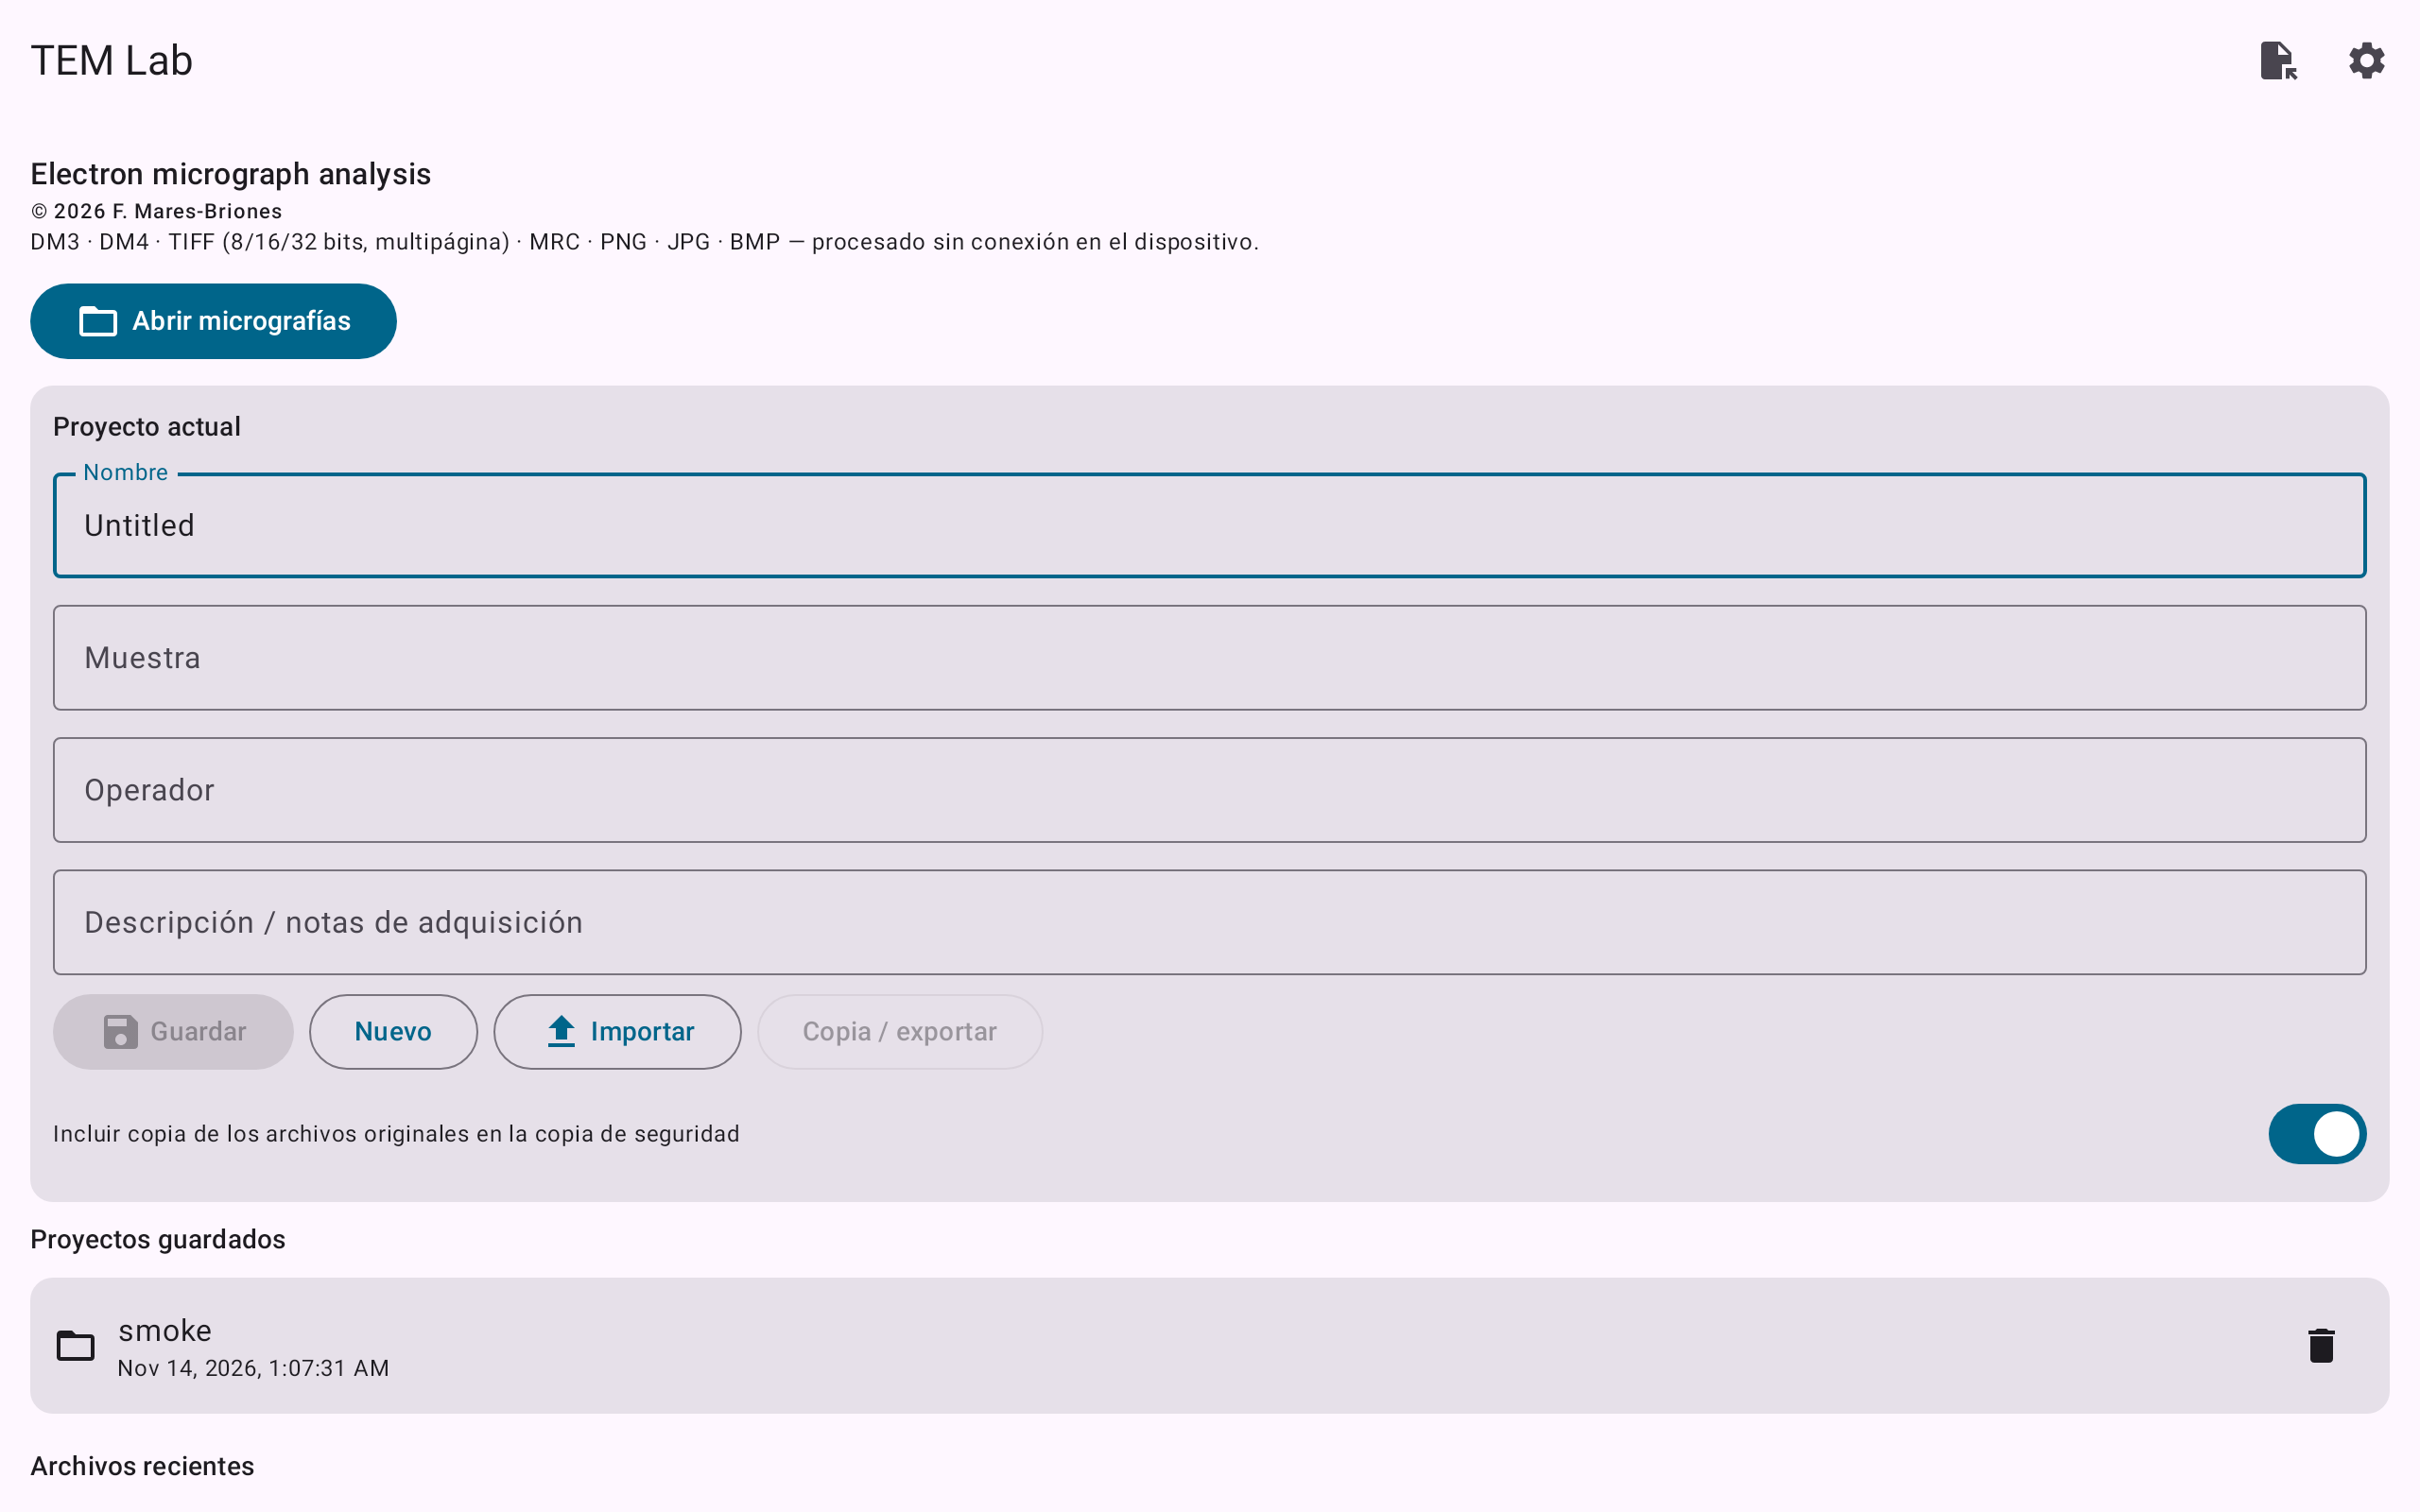 TEM Lab
Electron micrograph analysis
© 2026 F. Mares-Briones
DM3 · DM4 · TIFF (8/16/32 bits, multipágina) · MRC · PNG · JPG · BMP — procesado sin conexión en el dispositivo.
Abrir micrografías
Proyecto actual
Nombre
Untitled
Muestra
Operador
Descripción / notas de adquisición
Guardar Nuevo Importar Copia / exportar
Incluir copia de los archivos originales en la copia de seguridad
Proyectos guardados
smoke
Nov 14, 2026, 1:07:31 AM
Archivos recientes